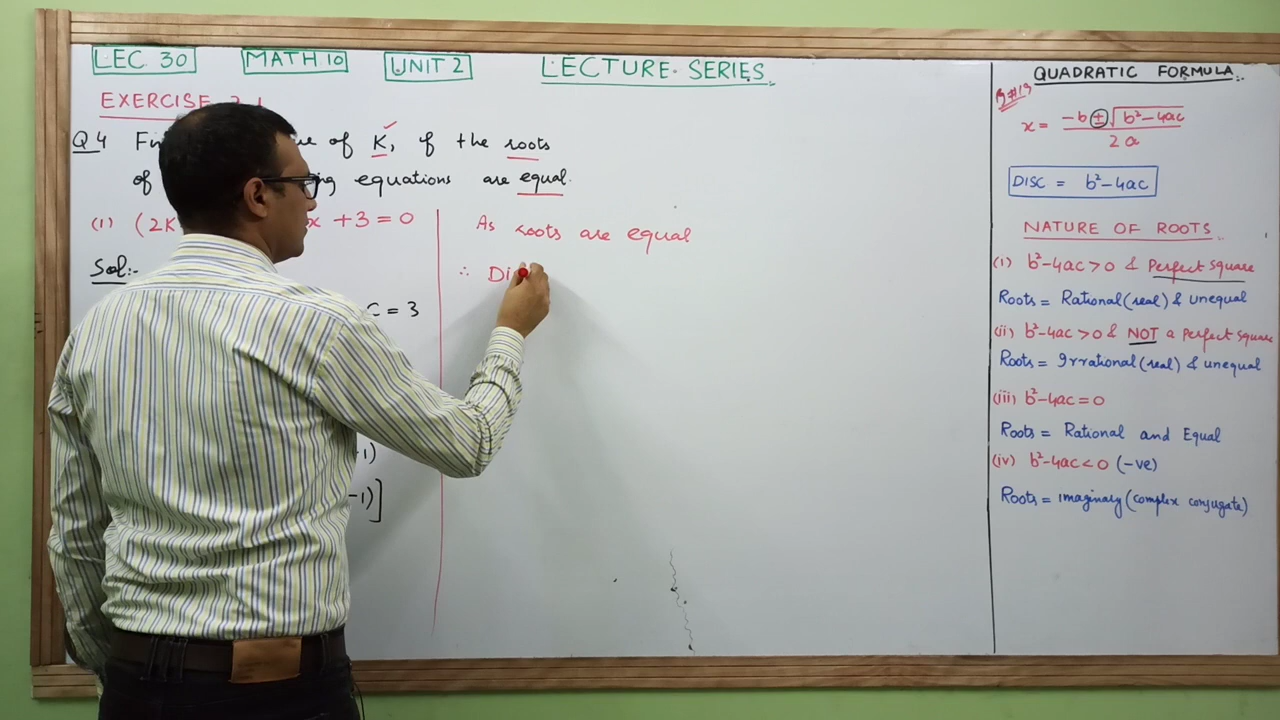 LEC 30 MATH 10 UNIT 2 LECTURE SERIES
EXERCISE
Q4 of K, if the roots
of equations are equal.
(1) (2K x + 3 = 0
Sol:-
C = 3
-1)
-1)]
As roots are equal
∴ Di
QUADRATIC FORMULA
x = -b ± √b²-4ac / 2a
DISC = b²-4ac
NATURE OF ROOTS
(i) b²-4ac > 0 & Perfect Square
Roots = Rational (real) & unequal
(ii) b²-4ac > 0 & NOT a Perfect Square
Roots = Irrational (real) & unequal
(iii) b²-4ac = 0
Roots = Rational and Equal
(iv) b²-4ac < 0 (-ve)
Roots = imaginary (complex conjugate)